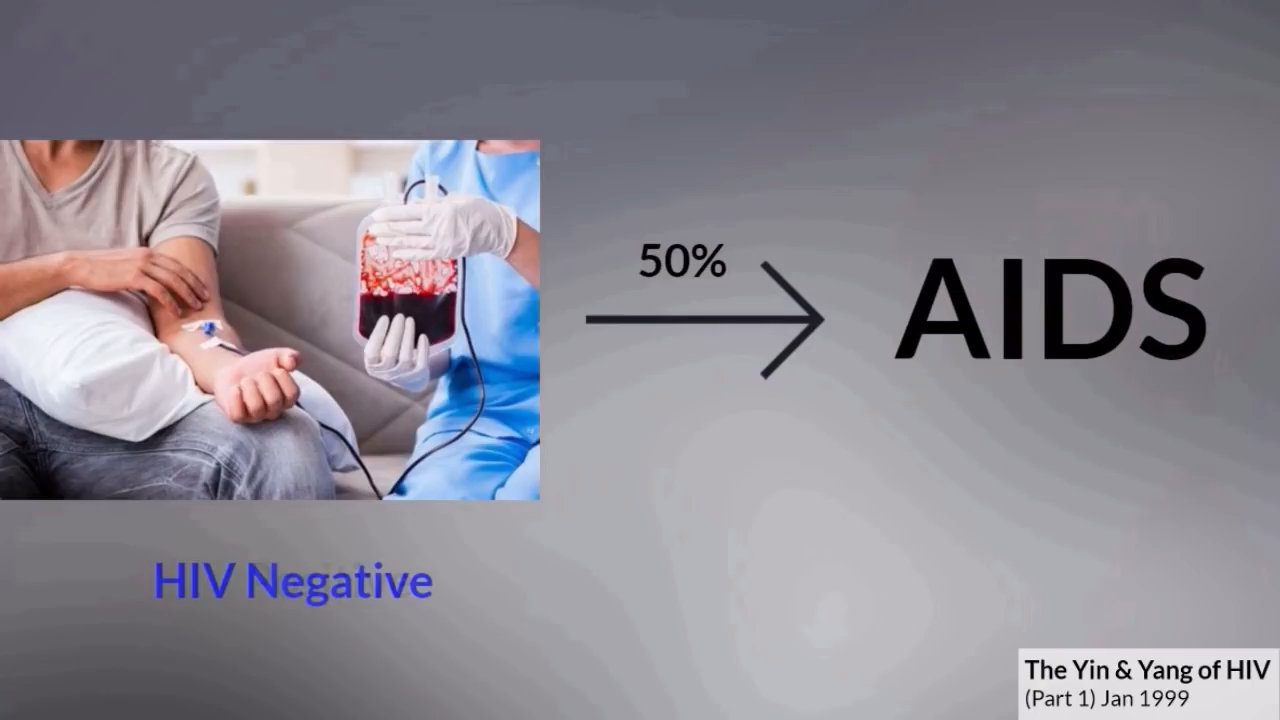 50%
AIDS
HIV Negative
The Yin & Yang of HIV
(Part 1) Jan 1999